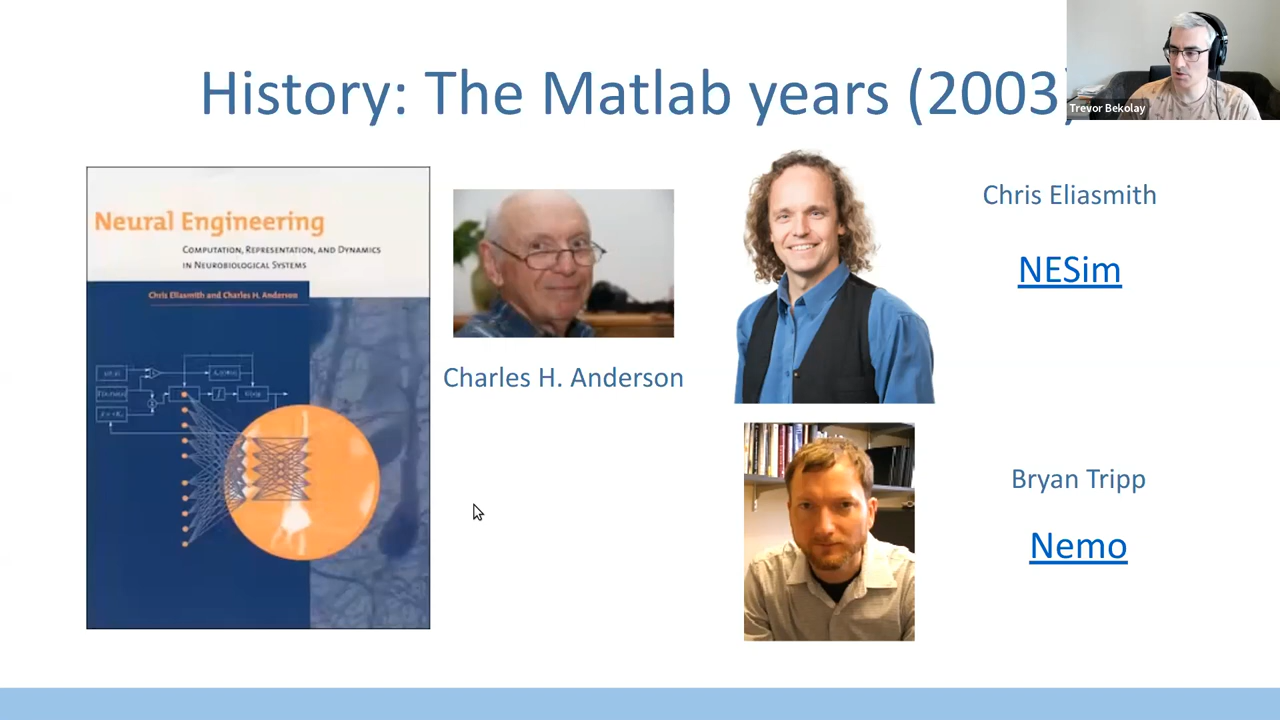 History: The Matlab years (2003)
Trevor Bekolay
Neural Engineering
Computation, Representation, and Dynamics
in Neurobiological Systems
Chris Eliasmith and Charles H. Anderson
Charles H. Anderson
Chris Eliasmith
NESim
Bryan Tripp
Nemo